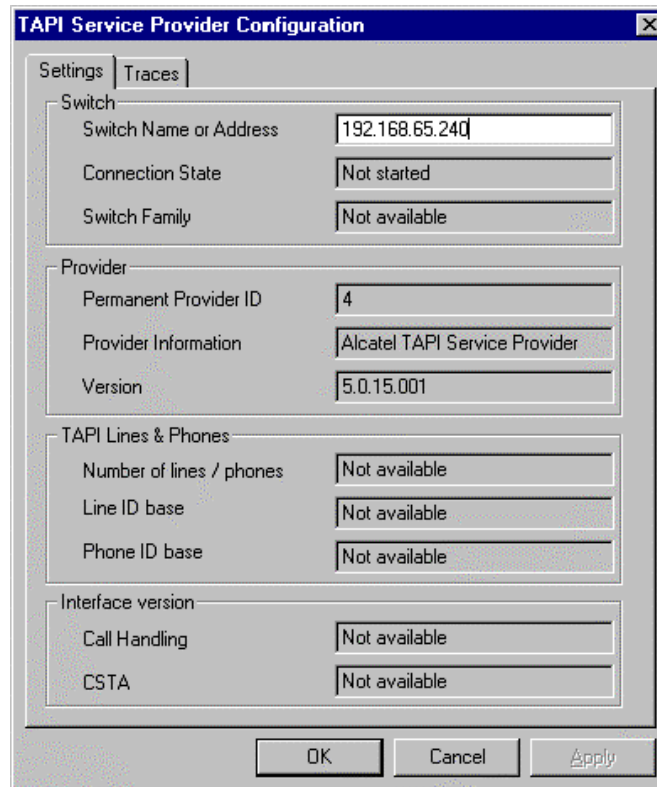 TAPI Service Provider Configuration
Settings Traces
Switch
Switch Name or Address 192.168.65.240
Connection State Not started
Switch Family Not available
Provider
Permanent Provider ID 4
Provider Information Alcatel TAPI Service Provider
Version 5.0.15.001
TAPI Lines & Phones
Number of lines / phones Not available
Line ID base Not available
Phone ID base Not available
Interface version
Call Handling Not available
CSTA Not available
OK Cancel Apply